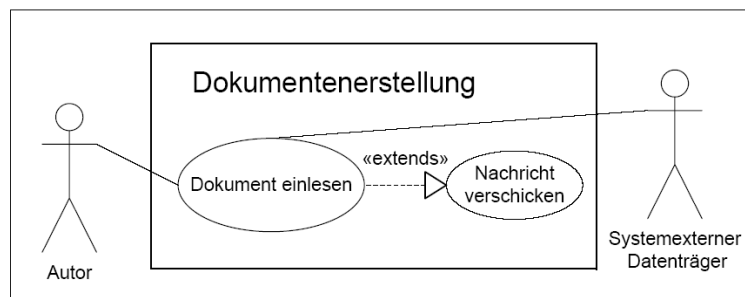 Dokumentenerstellung
«extends»
Dokument einlesen
Nachricht
verschicken
Autor
Systemexterner
Datenträger